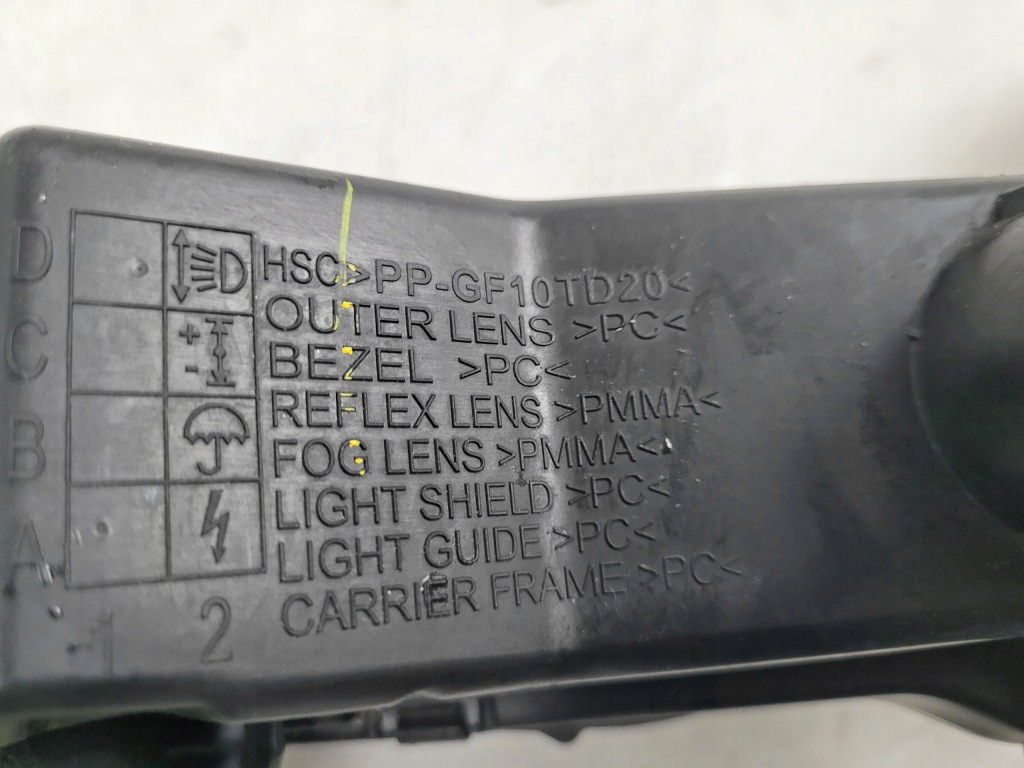 D HSC >PP-GF10TD20<
OUTER LENS >PC<
C BEZEL >PC<
REFLEX LENS >PMMA<
B FOG LENS >PMMA<
LIGHT SHIELD >PC<
A LIGHT GUIDE >PC<
CARRIER FRAME >PC<
1 2